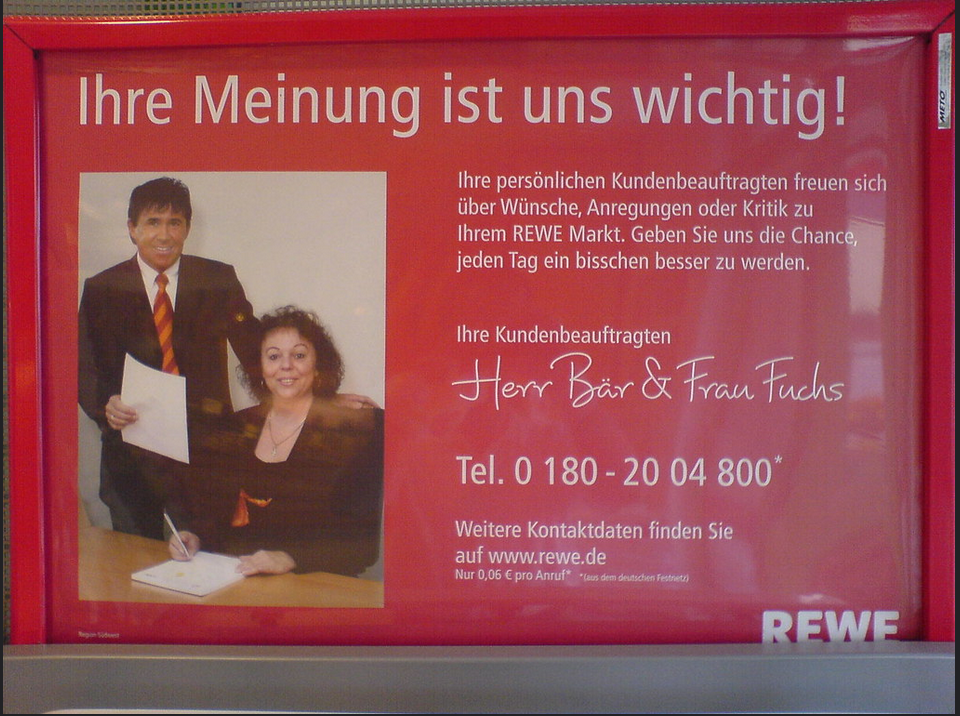 Ihre Meinung ist uns wichtig!
Ihre persönlichen Kundenbeauftragten freuen sich
über Wünsche, Anregungen oder Kritik zu
Ihrem REWE Markt. Geben Sie uns die Chance,
jeden Tag ein bisschen besser zu werden.
Ihre Kundenbeauftragten
Herr Bär & Frau Fuchs
Tel. 0 180 - 20 04 800*
Weitere Kontaktdaten finden Sie
auf www.rewe.de
Nur 0,06 € pro Anruf* *(aus dem deutschen Festnetz)
REWE
METO